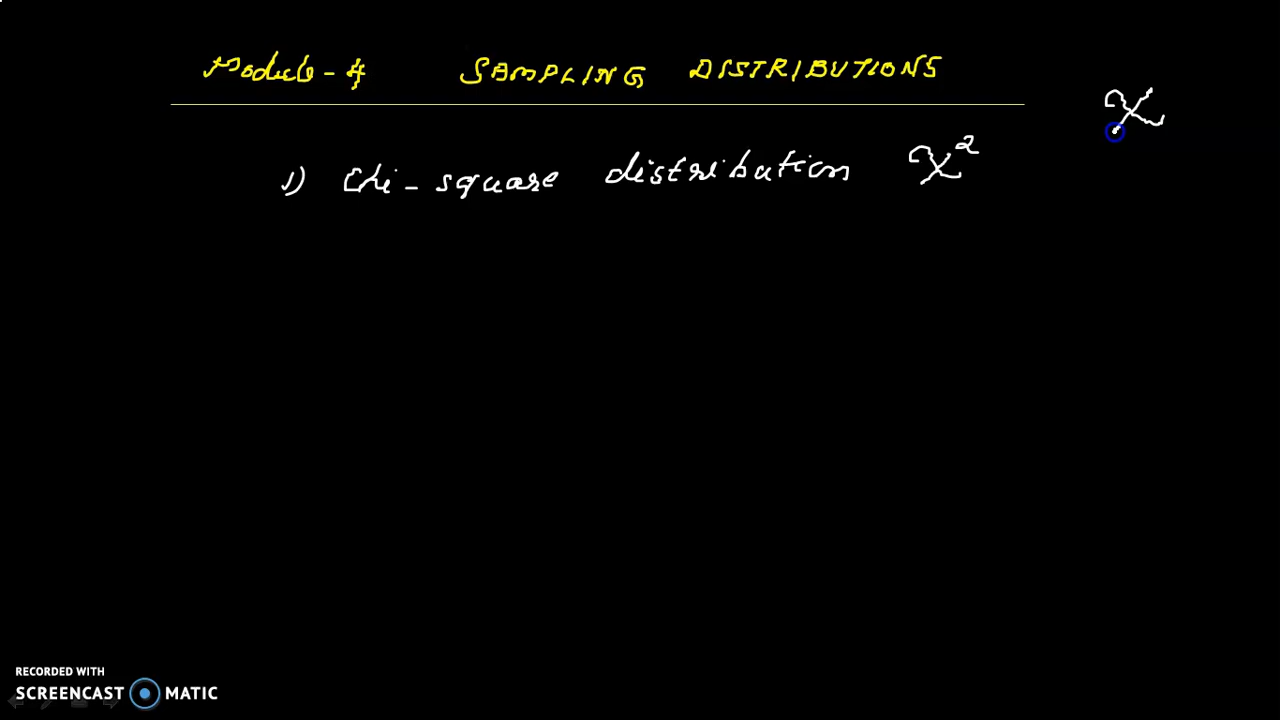 Module-4 SAMPLING DISTRIBUTIONS
χ
1) Chi-square distribution χ²
RECORDED WITH
SCREENCAST MATIC